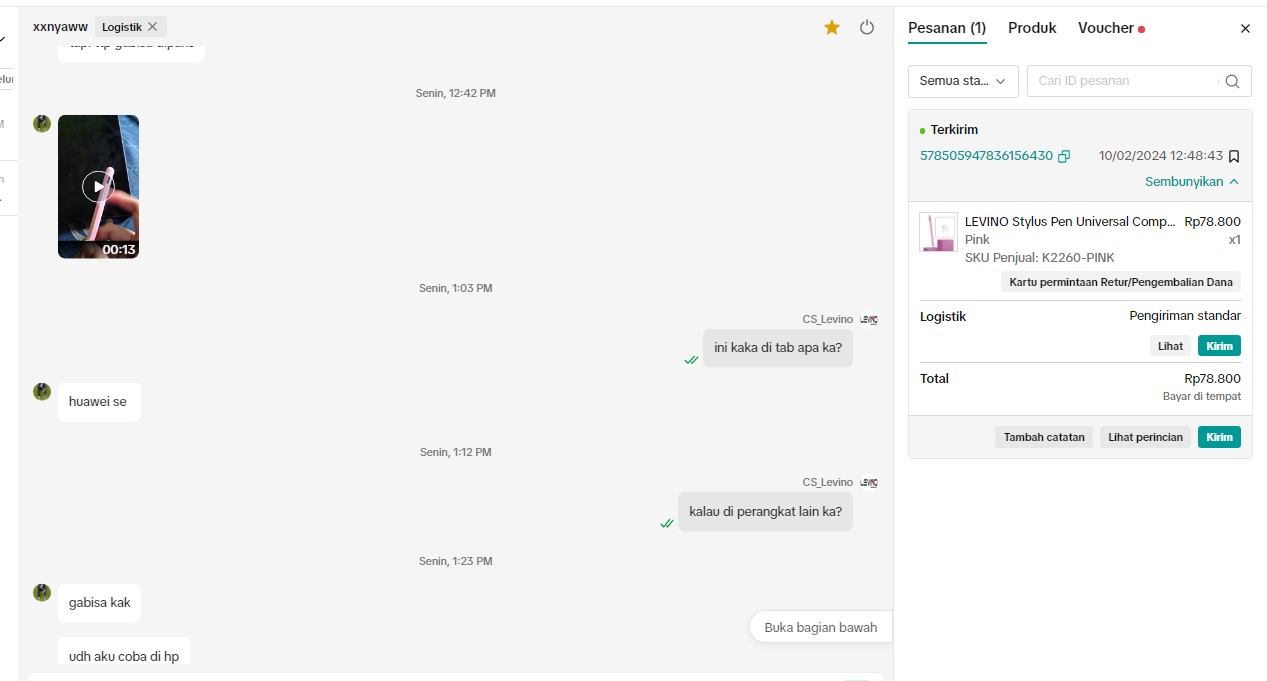 xxnyaww Logistik
Senin, 12:42 PM
00:13
Senin, 1:03 PM
CS_Levino
ini kaka di tab apa ka?
huawei se
Senin, 1:12 PM
CS_Levino
kalau di perangkat lain ka?
Senin, 1:23 PM
gabisa kak
Buka bagian bawah
udh aku coba di hp
Pesanan (1) Produk Voucher
Semua sta... Cari ID pesanan
Terkirim
578505947836156430 10/02/2024 12:48:43
Sembunyikan
LEVINO Stylus Pen Universal Comp... Rp78.800
Pink x1
SKU Penjual: K2260-PINK
Kartu permintaan Retur/Pengembalian Dana
Logistik Pengiriman standar
Lihat Kirim
Total Rp78.800
Bayar di tempat
Tambah catatan Lihat perincian Kirim